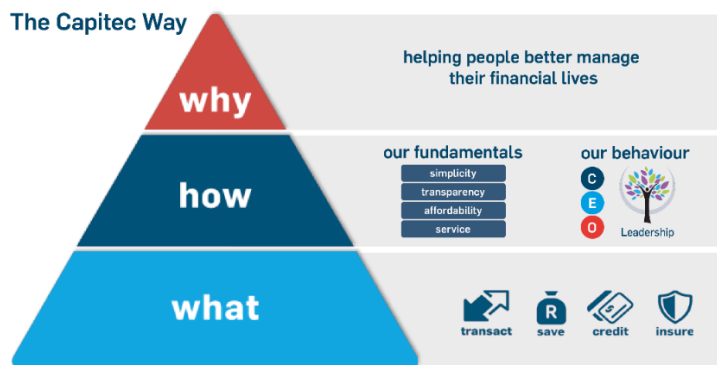 The Capitec Way
why
helping people better manage
their financial lives
how
our fundamentals
simplicity
transparency
affordability
service
our behaviour
C
E
O
Leadership
what
R
$
transact
save
credit
insure